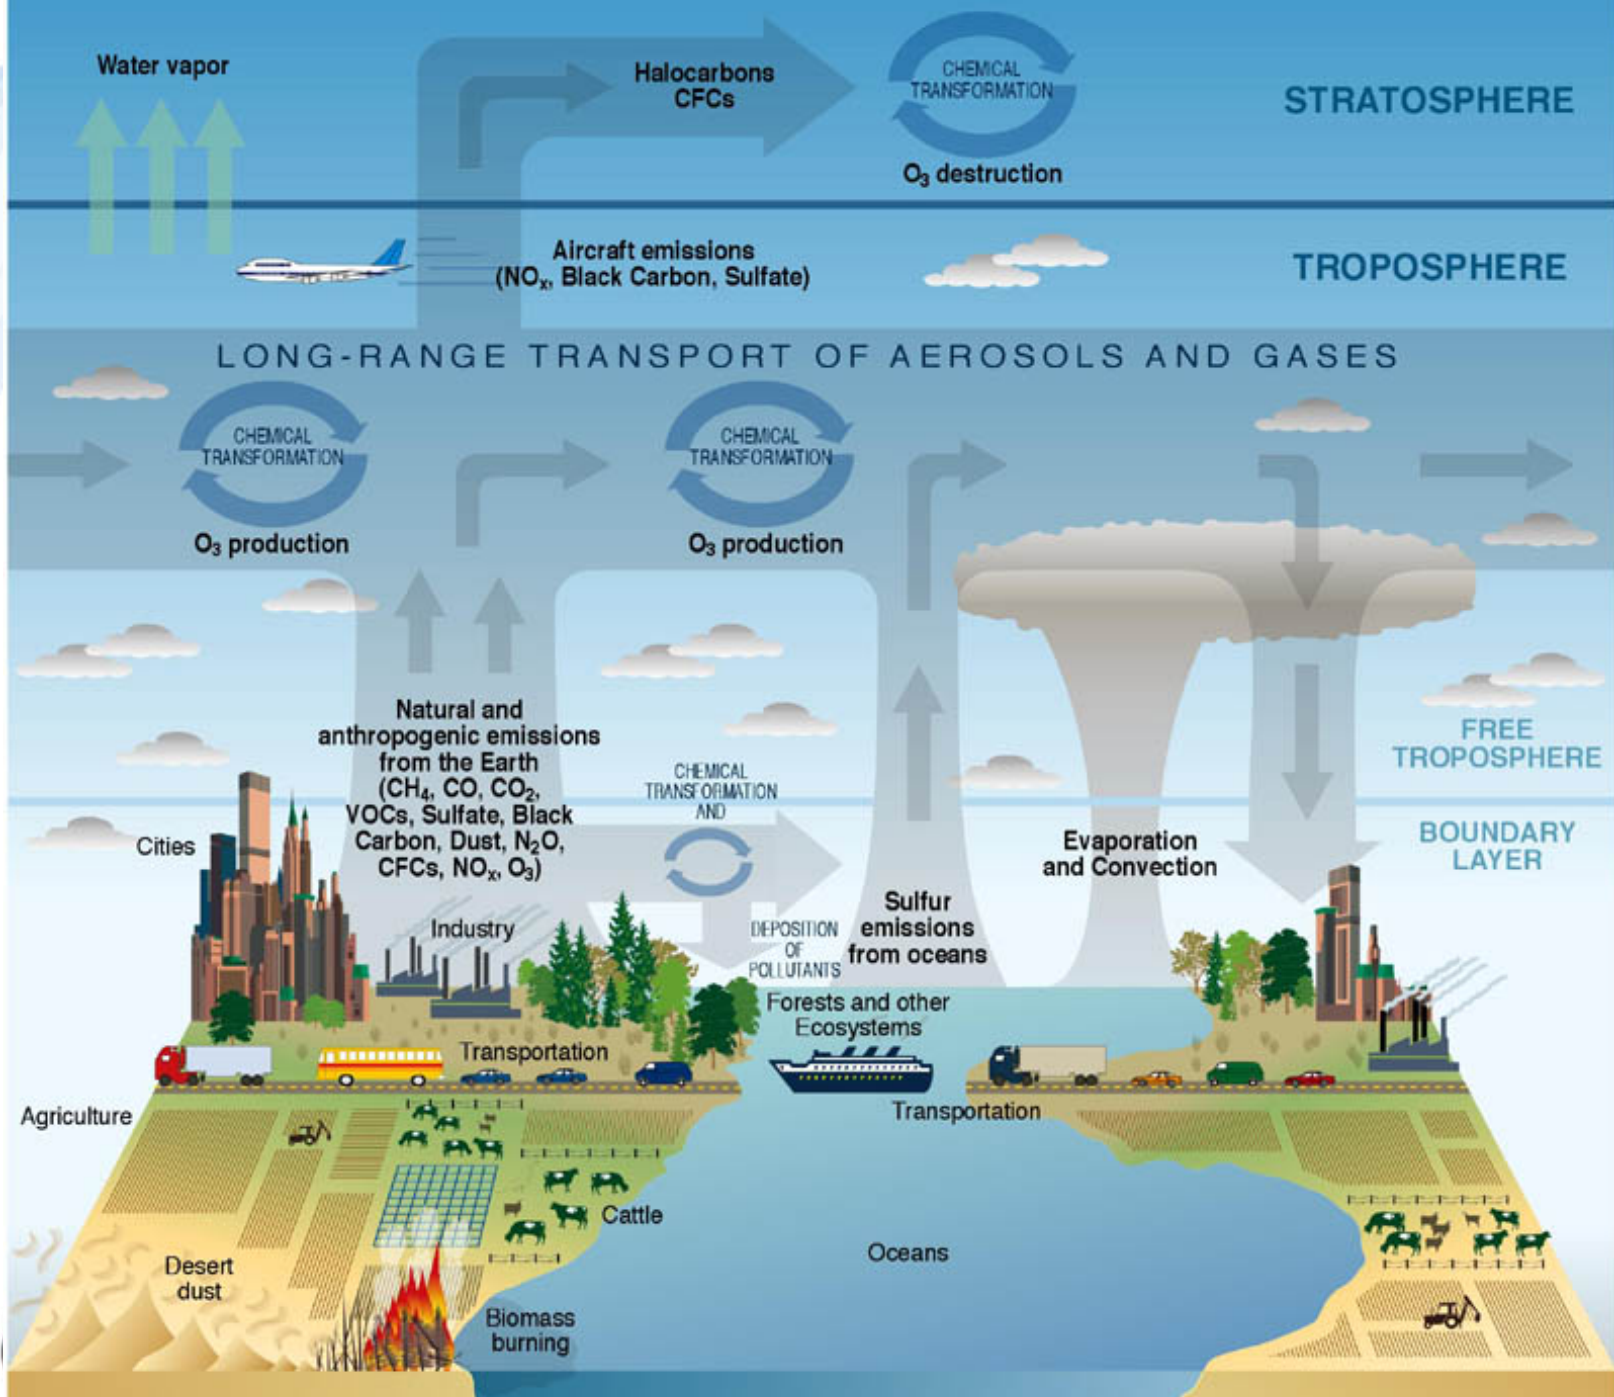 Water vapor
Halocarbons
CFCs
CHEMICAL
TRANSFORMATION
O₃ destruction
STRATOSPHERE
Aircraft emissions
(NOₓ, Black Carbon, Sulfate)
TROPOSPHERE
LONG-RANGE TRANSPORT OF AEROSOLS AND GASES
CHEMICAL
TRANSFORMATION
O₃ production
CHEMICAL
TRANSFORMATION
O₃ production
Natural and
anthropogenic emissions
from the Earth
(CH₄, CO, CO₂,
VOCs, Sulfate, Black
Carbon, Dust, N₂O,
CFCs, NOₓ, O₃)
FREE
TROPOSPHERE
CHEMICAL
TRANSFORMATION
AND
DEPOSITION
OF
POLLUTANTS
BOUNDARY
LAYER
Cities
Evaporation
and Convection
Industry
Sulfur
emissions
from oceans
Forests and other
Ecosystems
Transportation
Transportation
Agriculture
Cattle
Oceans
Desert
dust
Biomass
burning